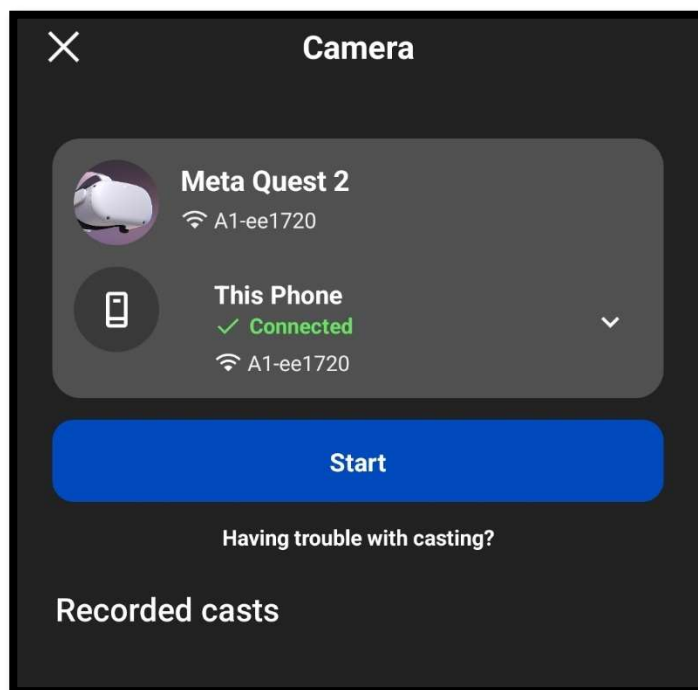 Camera
Meta Quest 2
A1-ee1720
This Phone
Connected
A1-ee1720
Start
Having trouble with casting?
Recorded casts